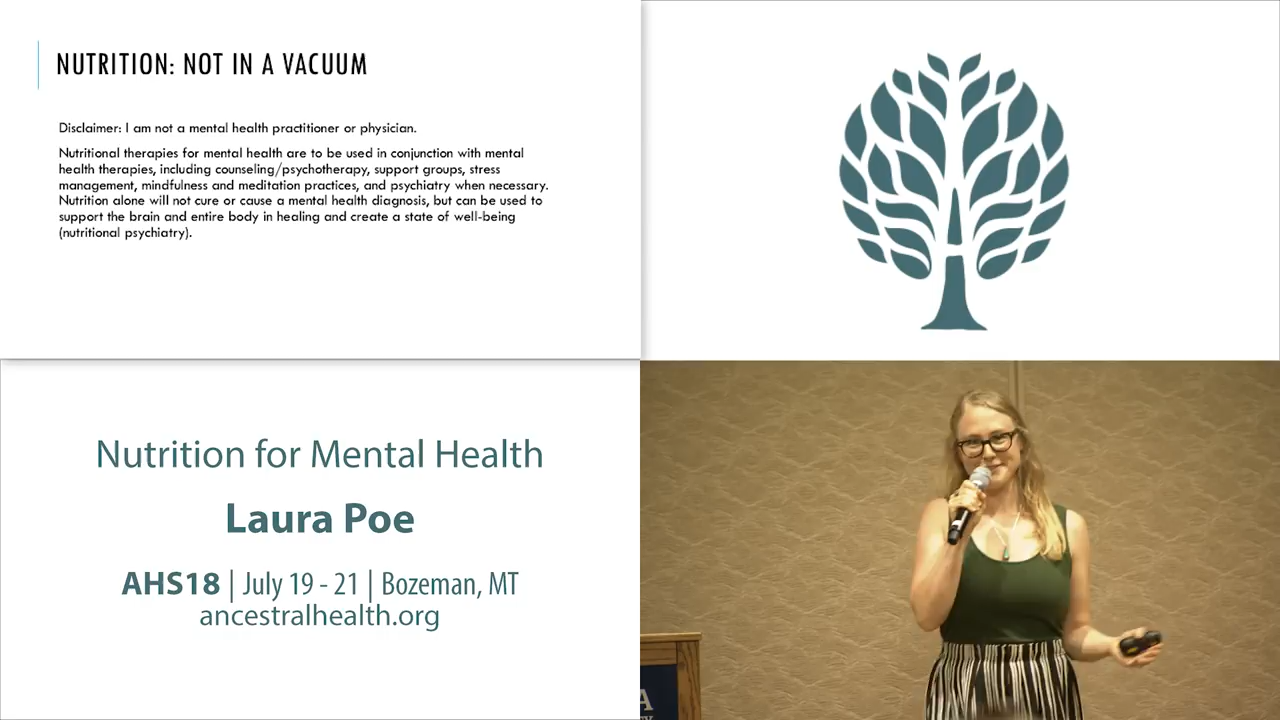 NUTRITION: NOT IN A VACUUM
Disclaimer: I am not a mental health practitioner or physician.
Nutritional therapies for mental health are to be used in conjunction with mental
health therapies, including counseling/psychotherapy, support groups, stress
management, mindfulness and meditation practices, and psychiatry when necessary.
Nutrition alone will not cure or cause a mental health diagnosis, but can be used to
support the brain and entire body in healing and create a state of well-being
(nutritional psychiatry).
Nutrition for Mental Health
Laura Poe
AHS18 | July 19 - 21 | Bozeman, MT
ancestralhealth.org